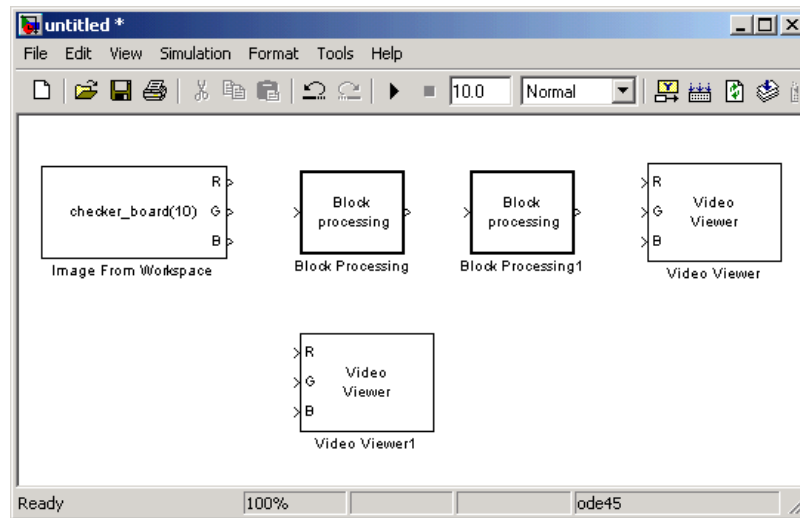 untitled *
File Edit View Simulation Format Tools Help
10.0 Normal
R
checker_board(10) G
B
Image From Workspace
Block
processing
Block Processing
Block
processing
Block Processing1
R
Video
G
Viewer
B
Video Viewer
R
Video
G
Viewer
B
Video Viewer1
Ready 100% ode45